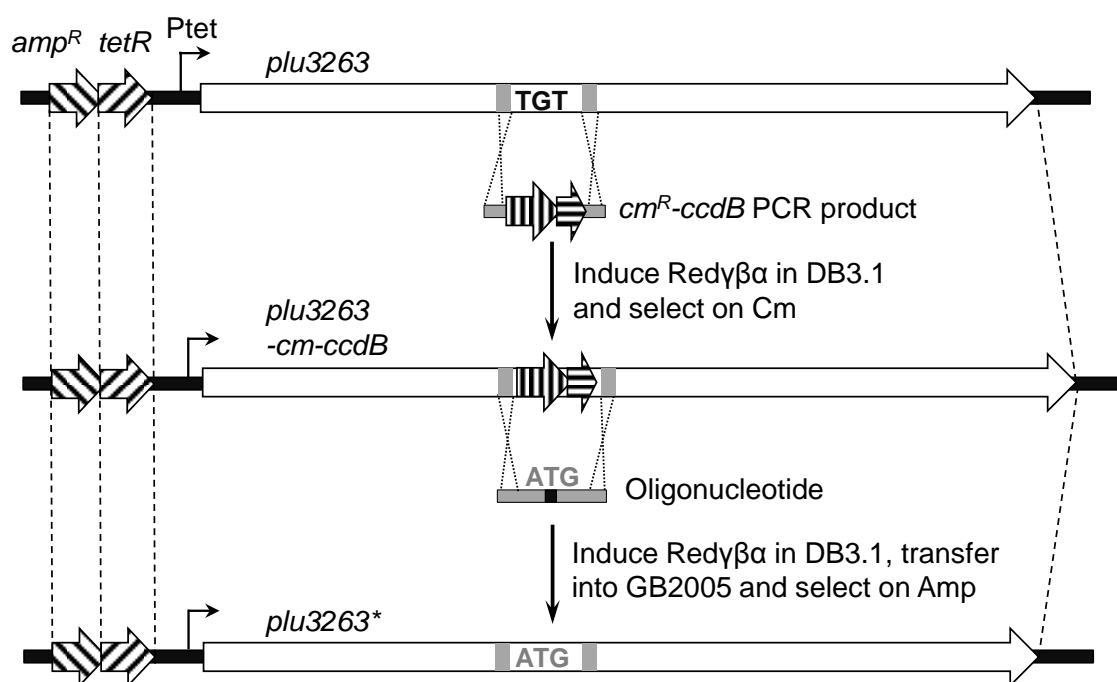 amp^R tetR Ptet
plu3263
TGT
cm^R-ccdB PCR product
Induce Redγβα in DB3.1
and select on Cm
plu3263
-cm-ccdB
ATG
Oligonucleotide
Induce Redγβα in DB3.1, transfer
into GB2005 and select on Amp
plu3263*
ATG